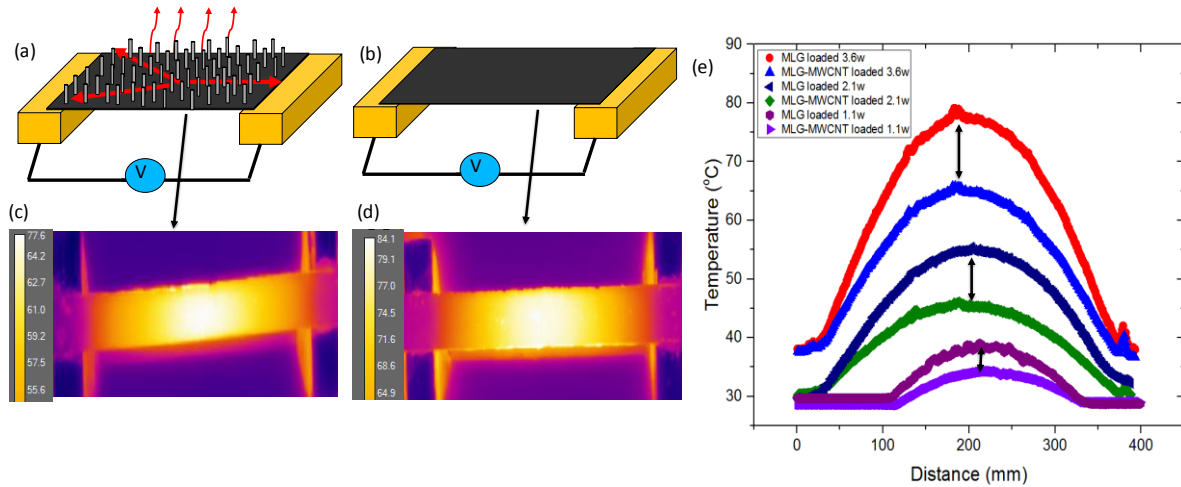 (a)
(b)
V
V
(c)
77.6
74.2
62.7
61.0
59.2
57.5
55.6
(d)
84.1
77.0
74.5
71.6
68.6
64.9
(e)
MLG loaded 3.6w
MLG-MWCNT loaded 3.6w
MLG loaded 2.1w
MLG-MWCNT loaded 2.1w
MLG loaded 1.1w
MLG-MWCNT loaded 1.1w
90
80
70
60
50
40
30
Temperature (°C)
0
100
200
300
400
Distance (mm)